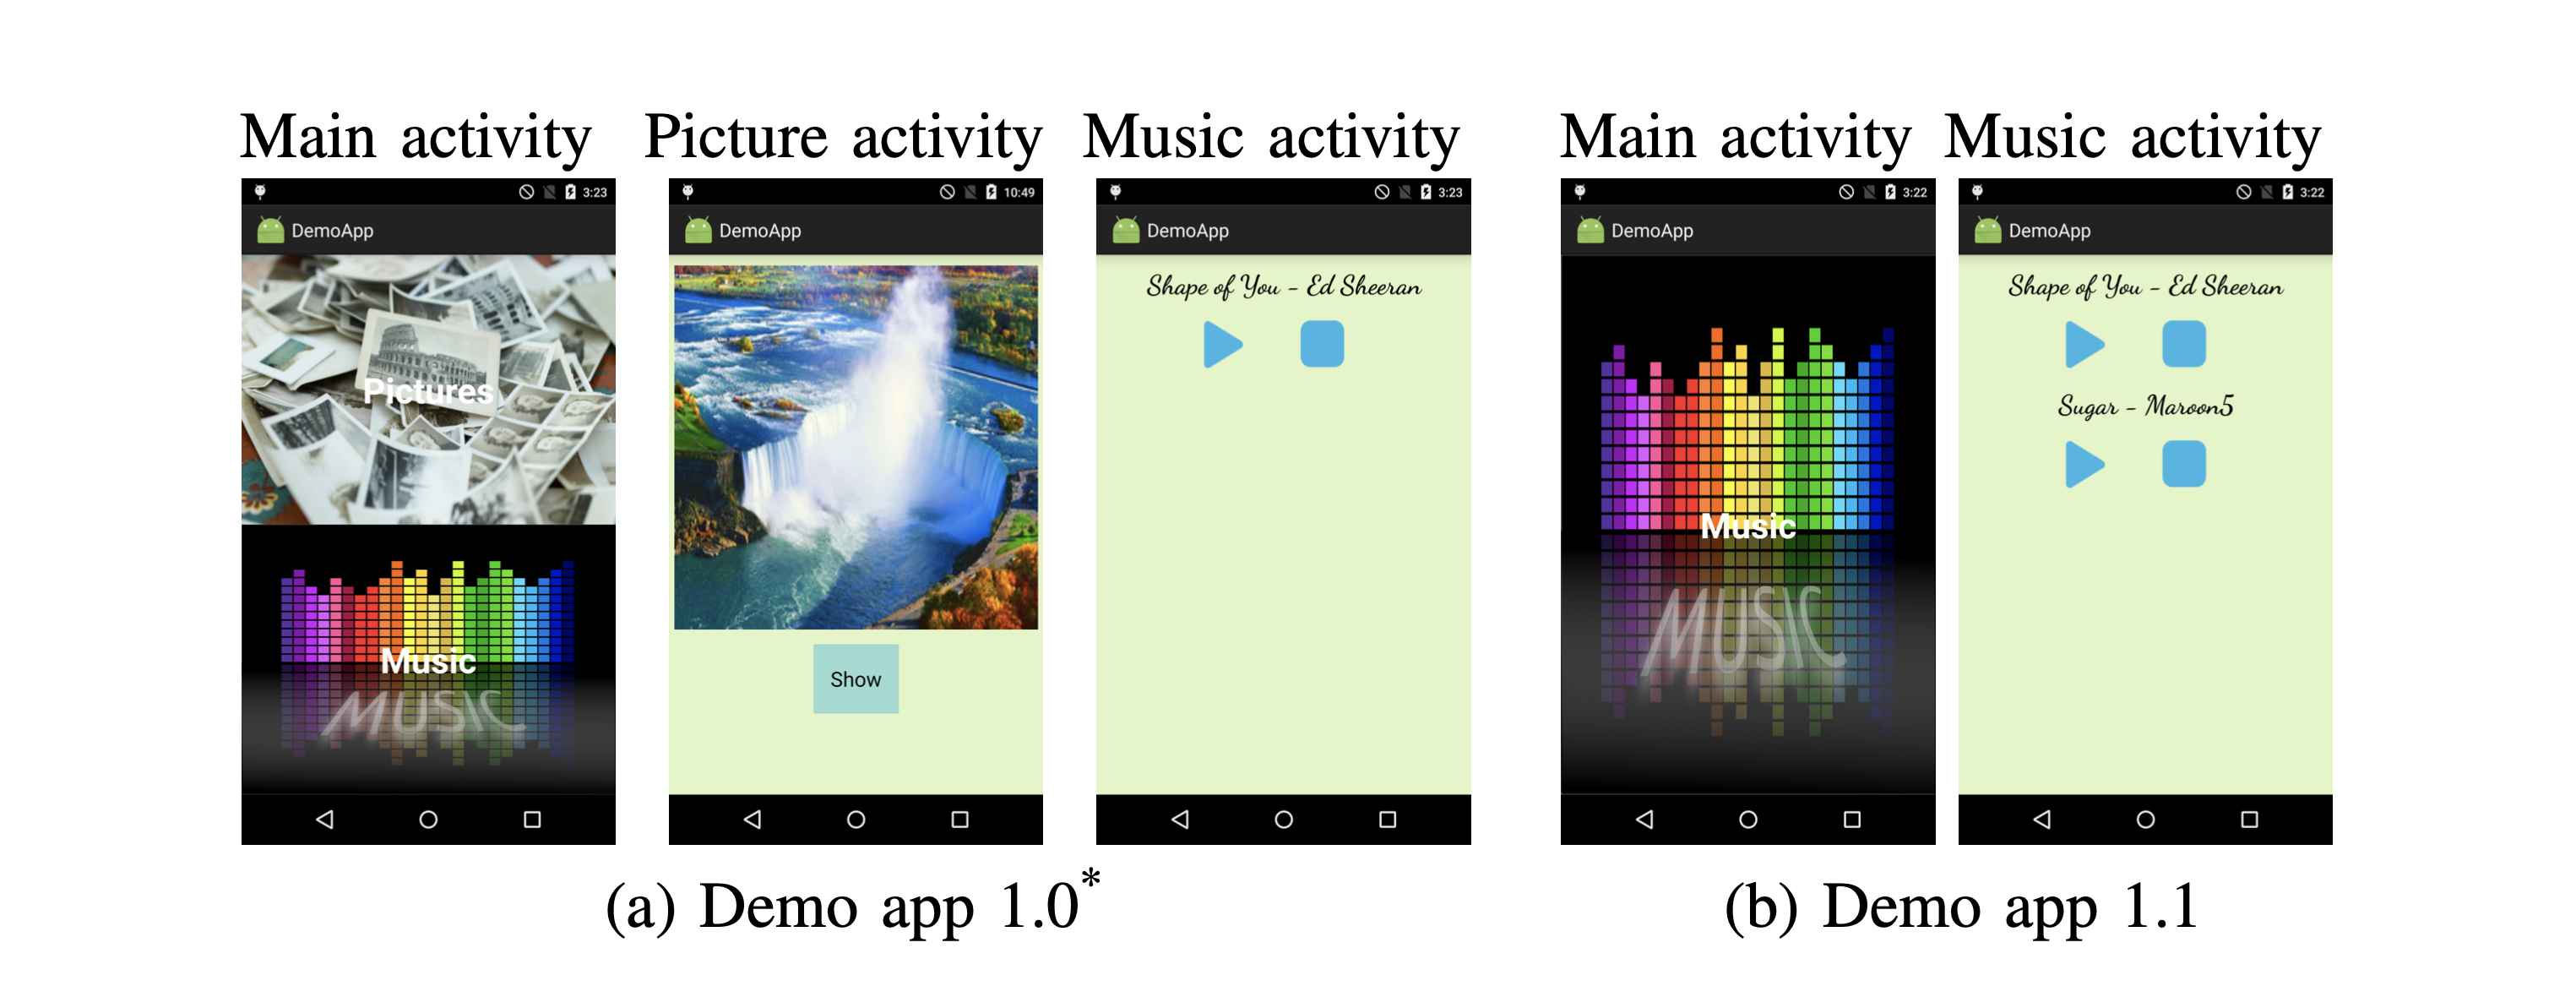 Main activity
Picture activity
Music activity
Main activity
Music activity
3:23
10:49
3:23
3:22
3:22
DemoApp
DemoApp
DemoApp
DemoApp
DemoApp
Pictures
Music
MUSIC
Show
Shape of You - Ed Sheeran
Music
MUSIC
Shape of You - Ed Sheeran
Sugar - Maroon5
(a) Demo app 1.0*
(b) Demo app 1.1